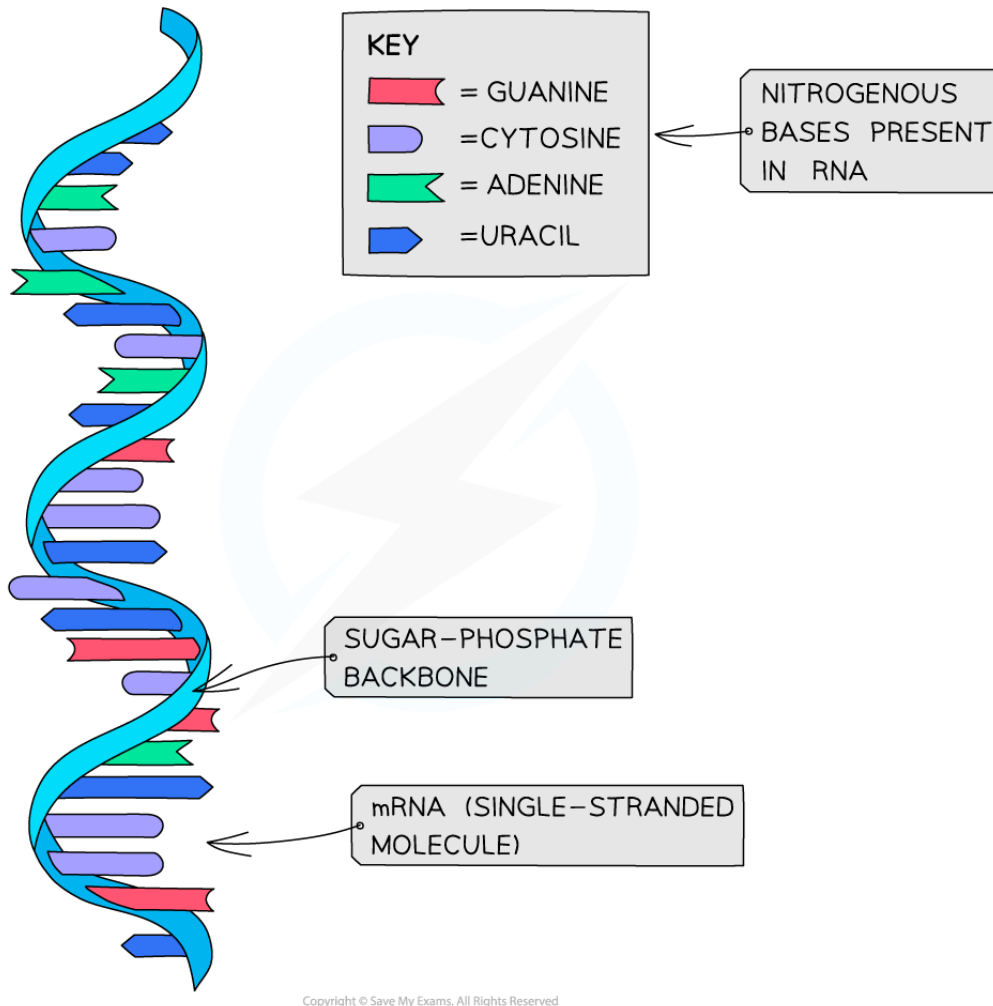 KEY
= GUANINE
=CYTOSINE
= ADENINE
=URACIL
NITROGENOUS
BASES PRESENT
IN RNA
SUGAR-PHOSPHATE
BACKBONE
mRNA (SINGLE-STRANDED
MOLECULE)
Copyright © Save My Exams. All Rights Reserved